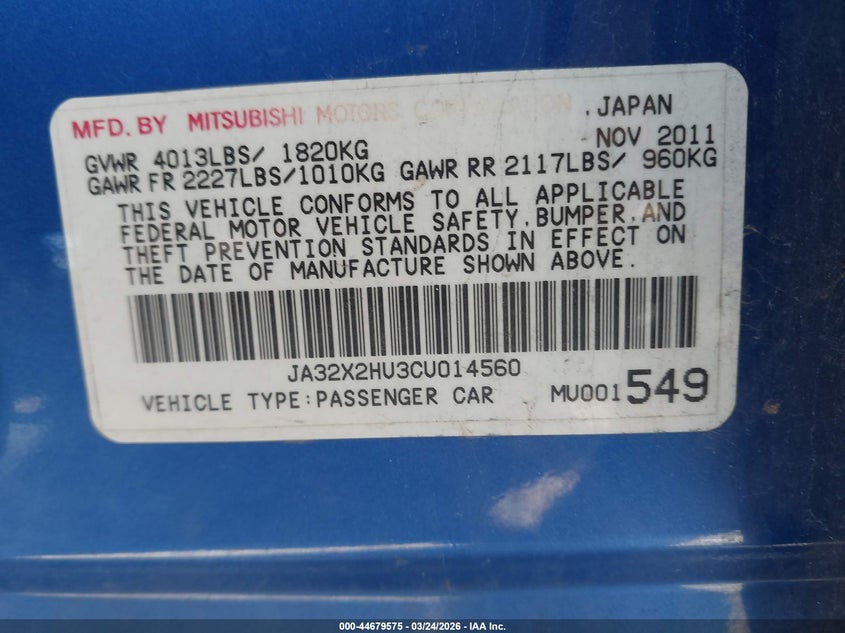 MFD. BY MITSUBISHI MOTORS CORPORATION, JAPAN
NOV 2011
GVWR 4013LBS/ 1820KG
GAWR FR 2227LBS/1010KG GAWR RR 2117LBS/ 960KG
THIS VEHICLE CONFORMS TO ALL APPLICABLE
FEDERAL MOTOR VEHICLE SAFETY, BUMPER, AND
THEFT PREVENTION STANDARDS IN EFFECT ON
THE DATE OF MANUFACTURE SHOWN ABOVE.
JA32X2HU3CU014560
VEHICLE TYPE:PASSENGER CAR MU001549
000-44679575 - 03/24/2026 - IAA Inc.